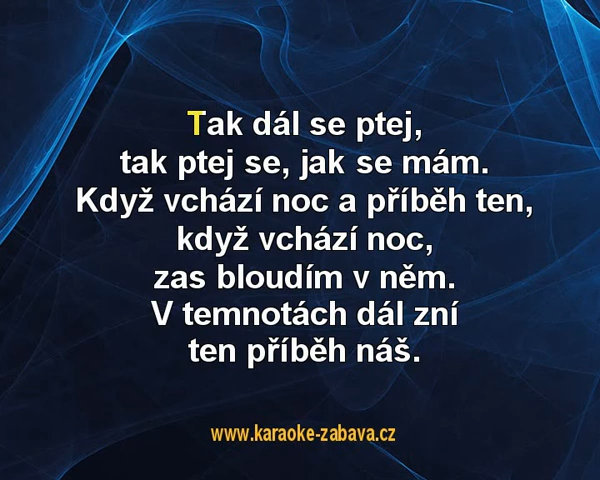 Tak dál se ptej,
tak ptej se, jak se mám.
Když vchází noc a příběh ten,
když vchází noc,
zas bloudím v něm.
V temnotách dál zní
ten příběh náš.
www.karaoke-zabava.cz